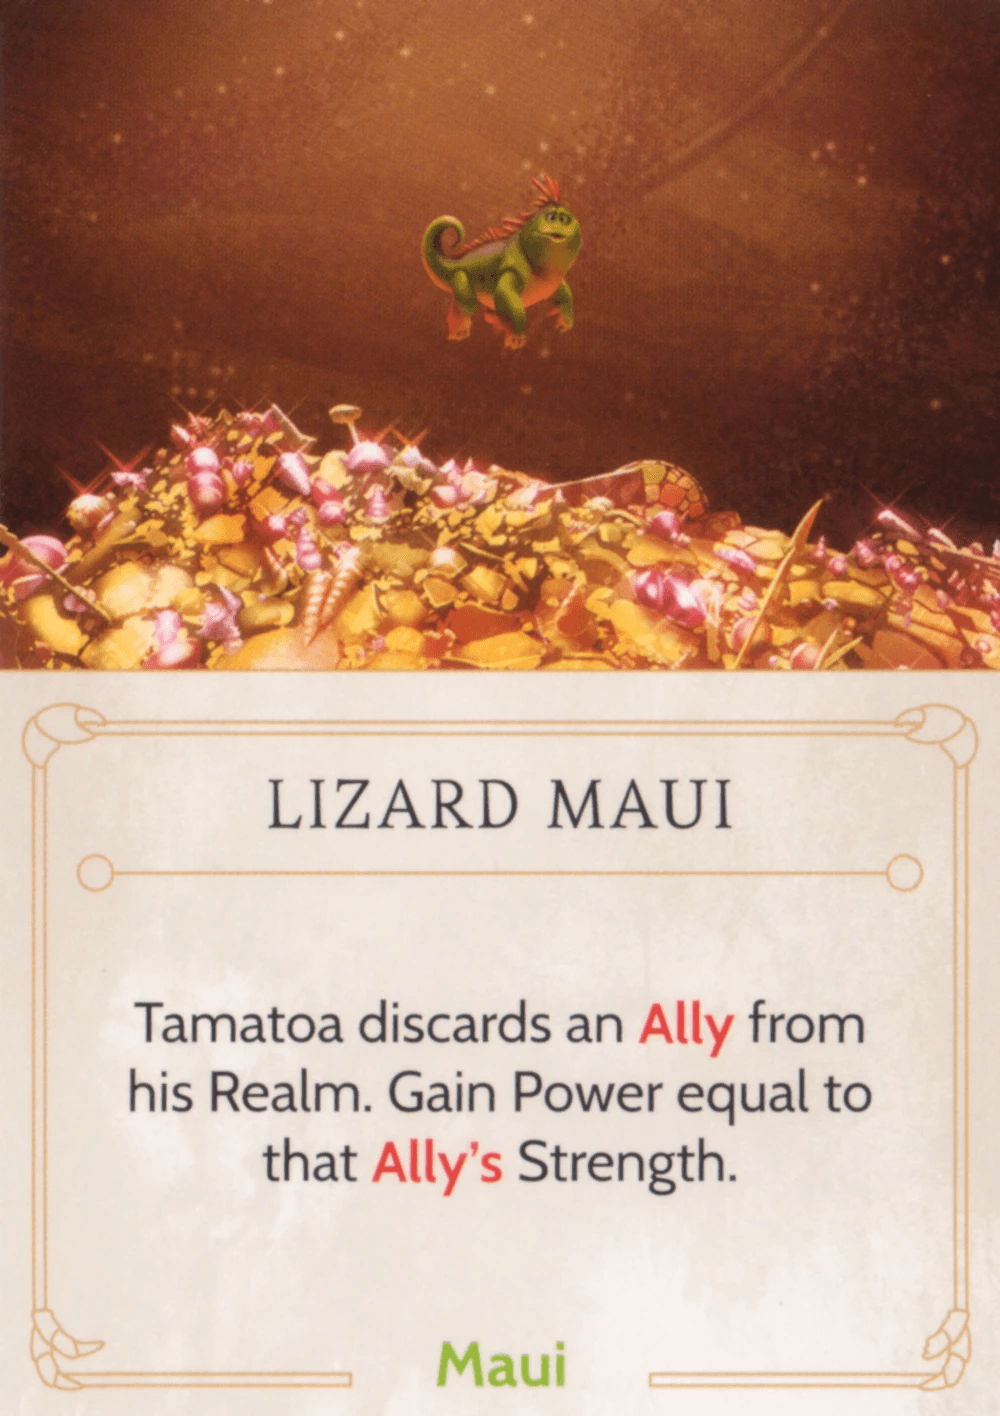 LIZARD MAUI
Tamatoa discards an Ally from
his Realm. Gain Power equal to
that Ally’s Strength.
Maui